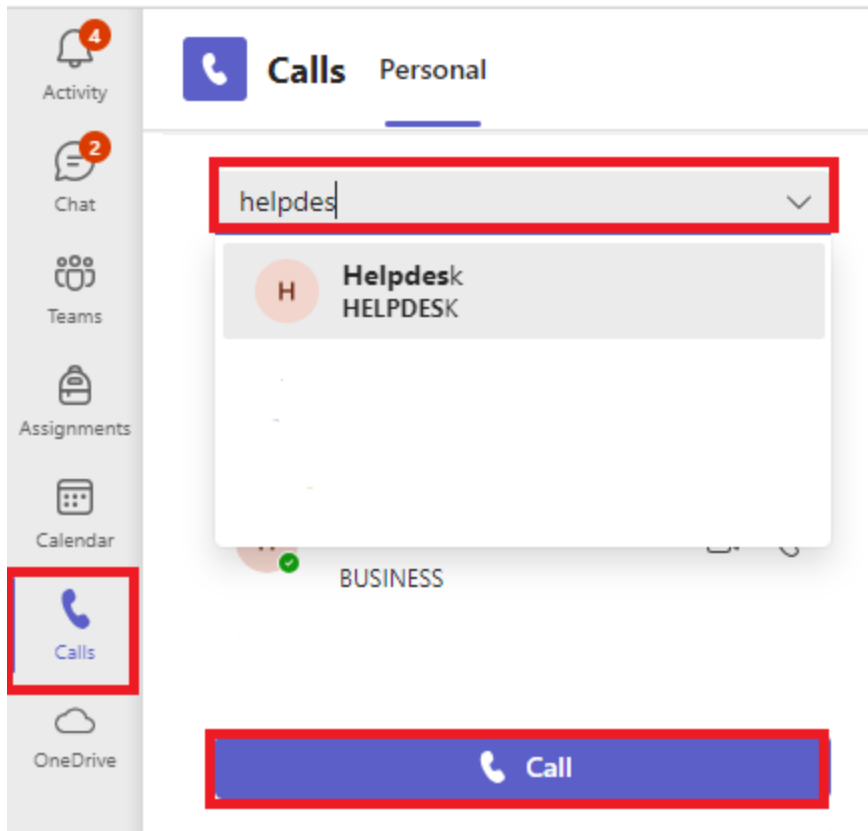 4
Activity
2
Chat
Teams
Assignments
Calendar
Calls
OneDrive
Calls Personal
helpdes
H Helpdesk
HELPDESK
BUSINESS
Call